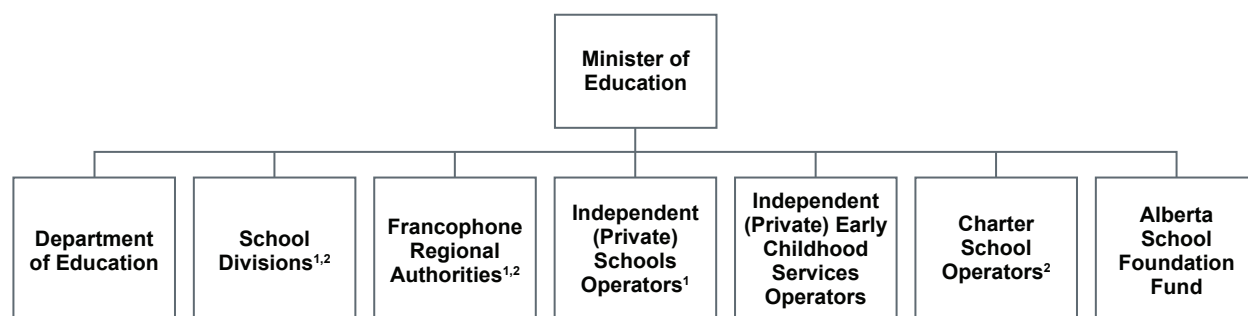 Minister of
Education
Department
of Education
School
Divisions1,2
Francophone
Regional
Authorities1,2
Independent
(Private)
Schools
Operators1
Independent
(Private) Early
Childhood
Services
Operators
Charter
School
Operators2
Alberta
School
Foundation
Fund